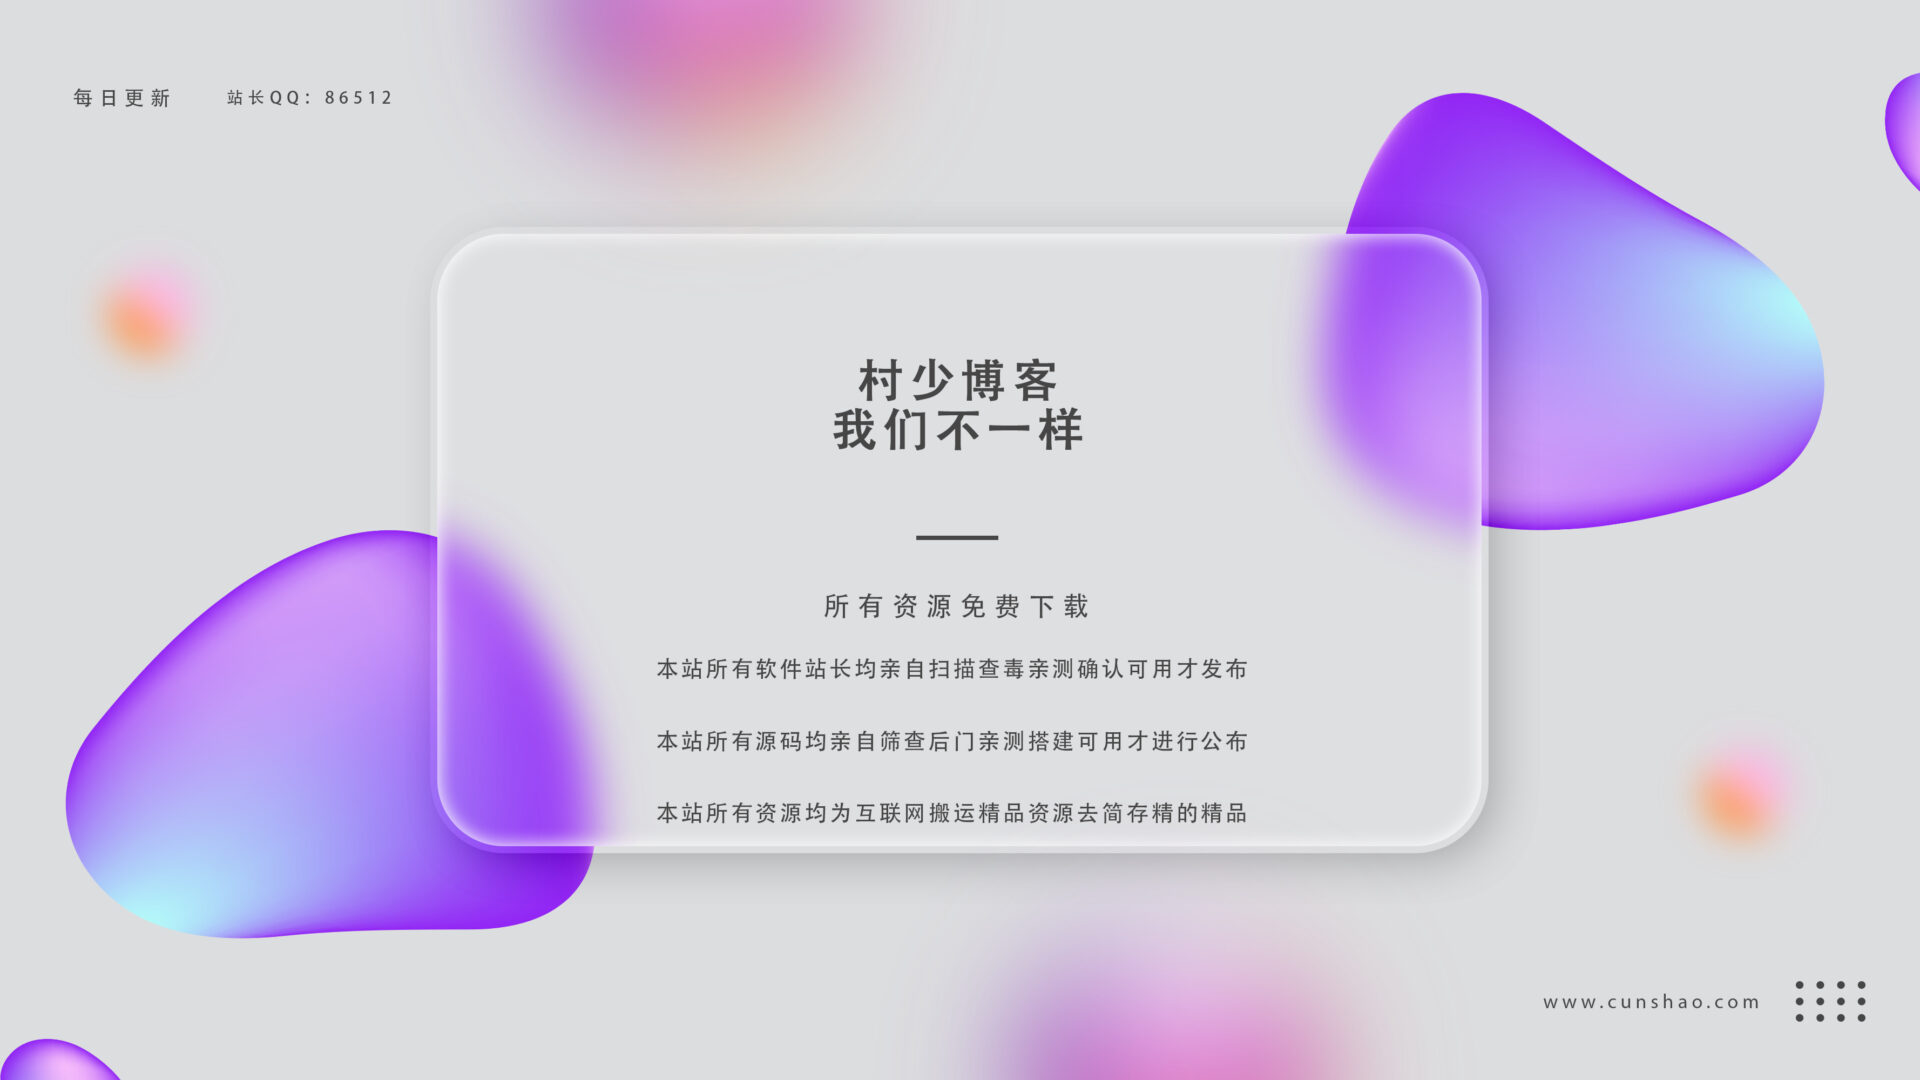 每日更新
站长QQ：86512
村少博客
我们不一样
所有资源免费下载
本站所有软件站长均亲自扫描查毒亲测确认可用才发布
本站所有源码均亲自筛查后门亲测搭建可用才进行公布
本站所有资源均为互联网搬运精品资源去简存精的精品
www.cunshao.com